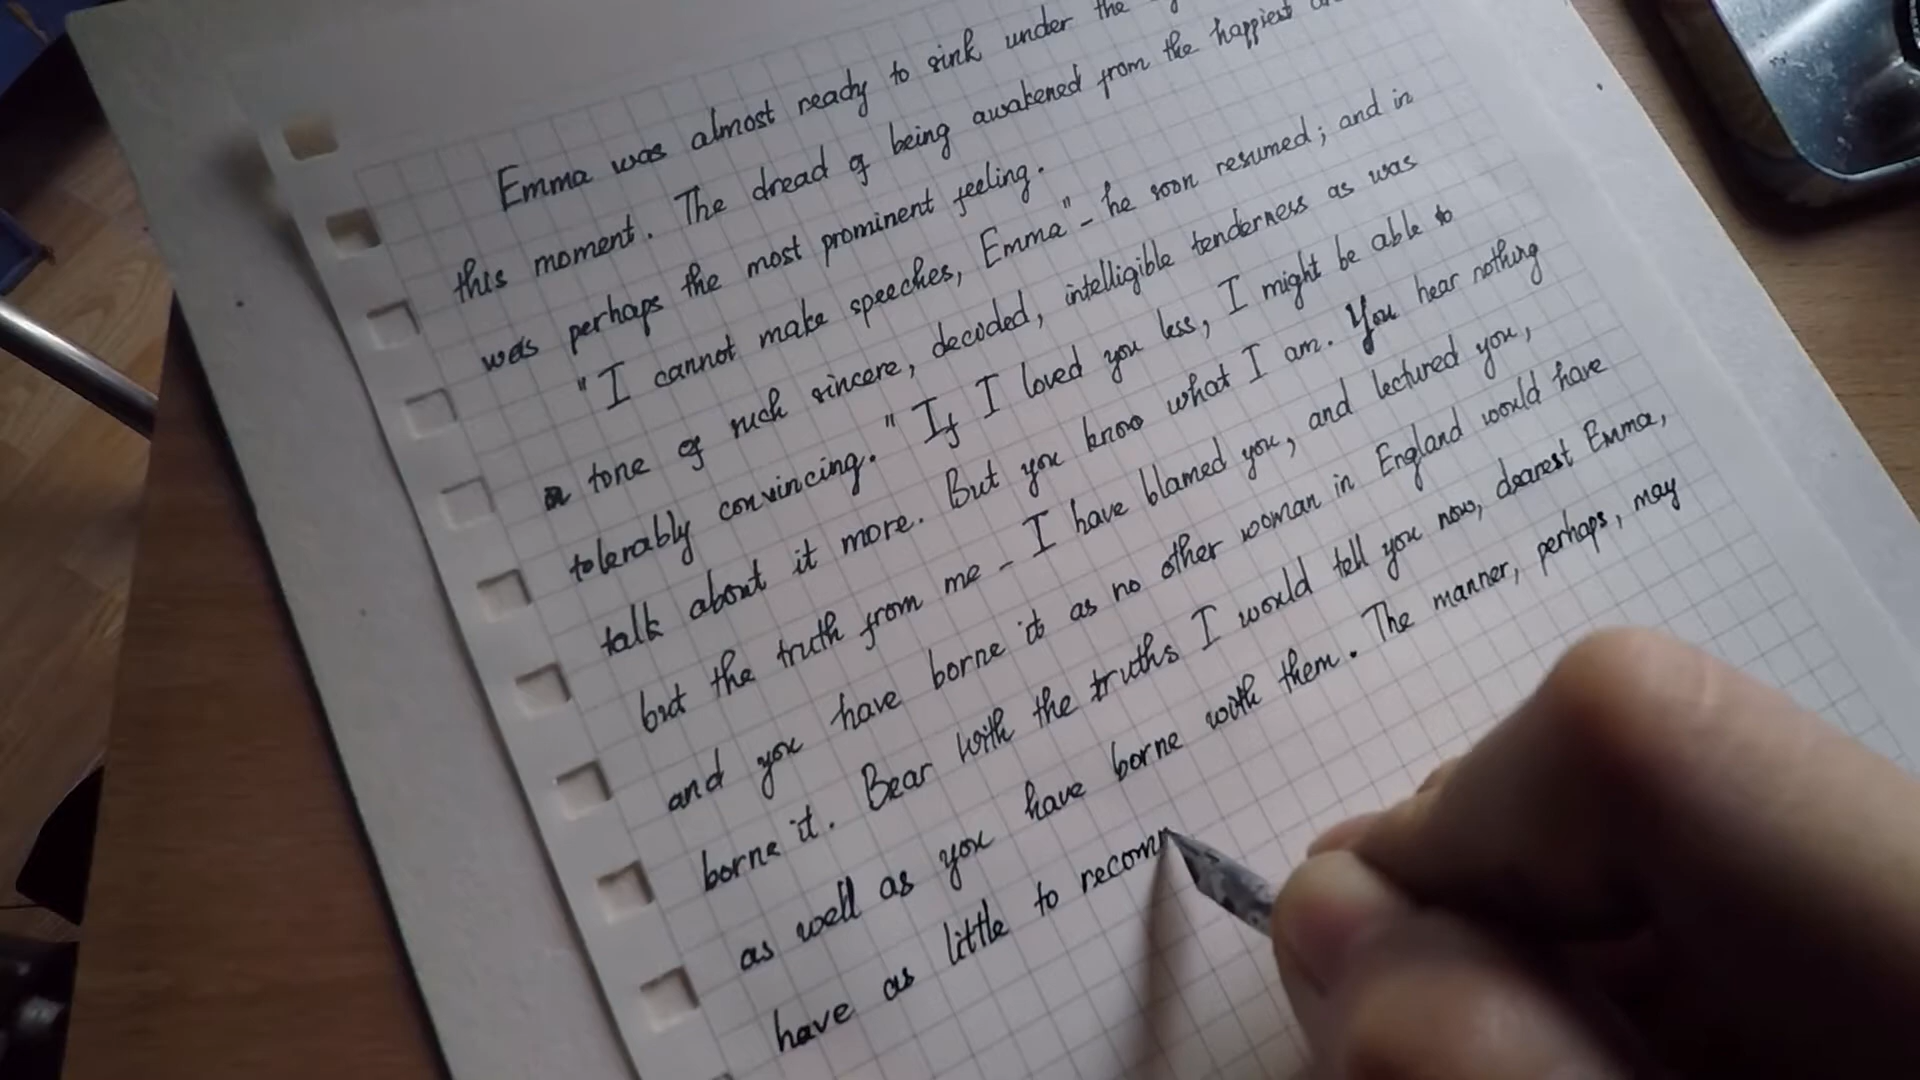 Emma was almost ready to sink under the
this moment. The dread of being awakened from the happiest
was perhaps the most prominent feeling.
"I cannot make speeches, Emma" - he soon resumed; and in
a tone of such sincere, decided, intelligible tenderness as was
tolerably convincing. "If I loved you less, I might be able to
talk about it more. But you know what I am. You hear nothing
but the truth from me - I have blamed you, and lectured you,
and you have borne it as no other woman in England would have
borne it. Bear with the truths I would tell you now, dearest Emma,
as well as you have borne with them. The manner, perhaps, may
have as little to recom